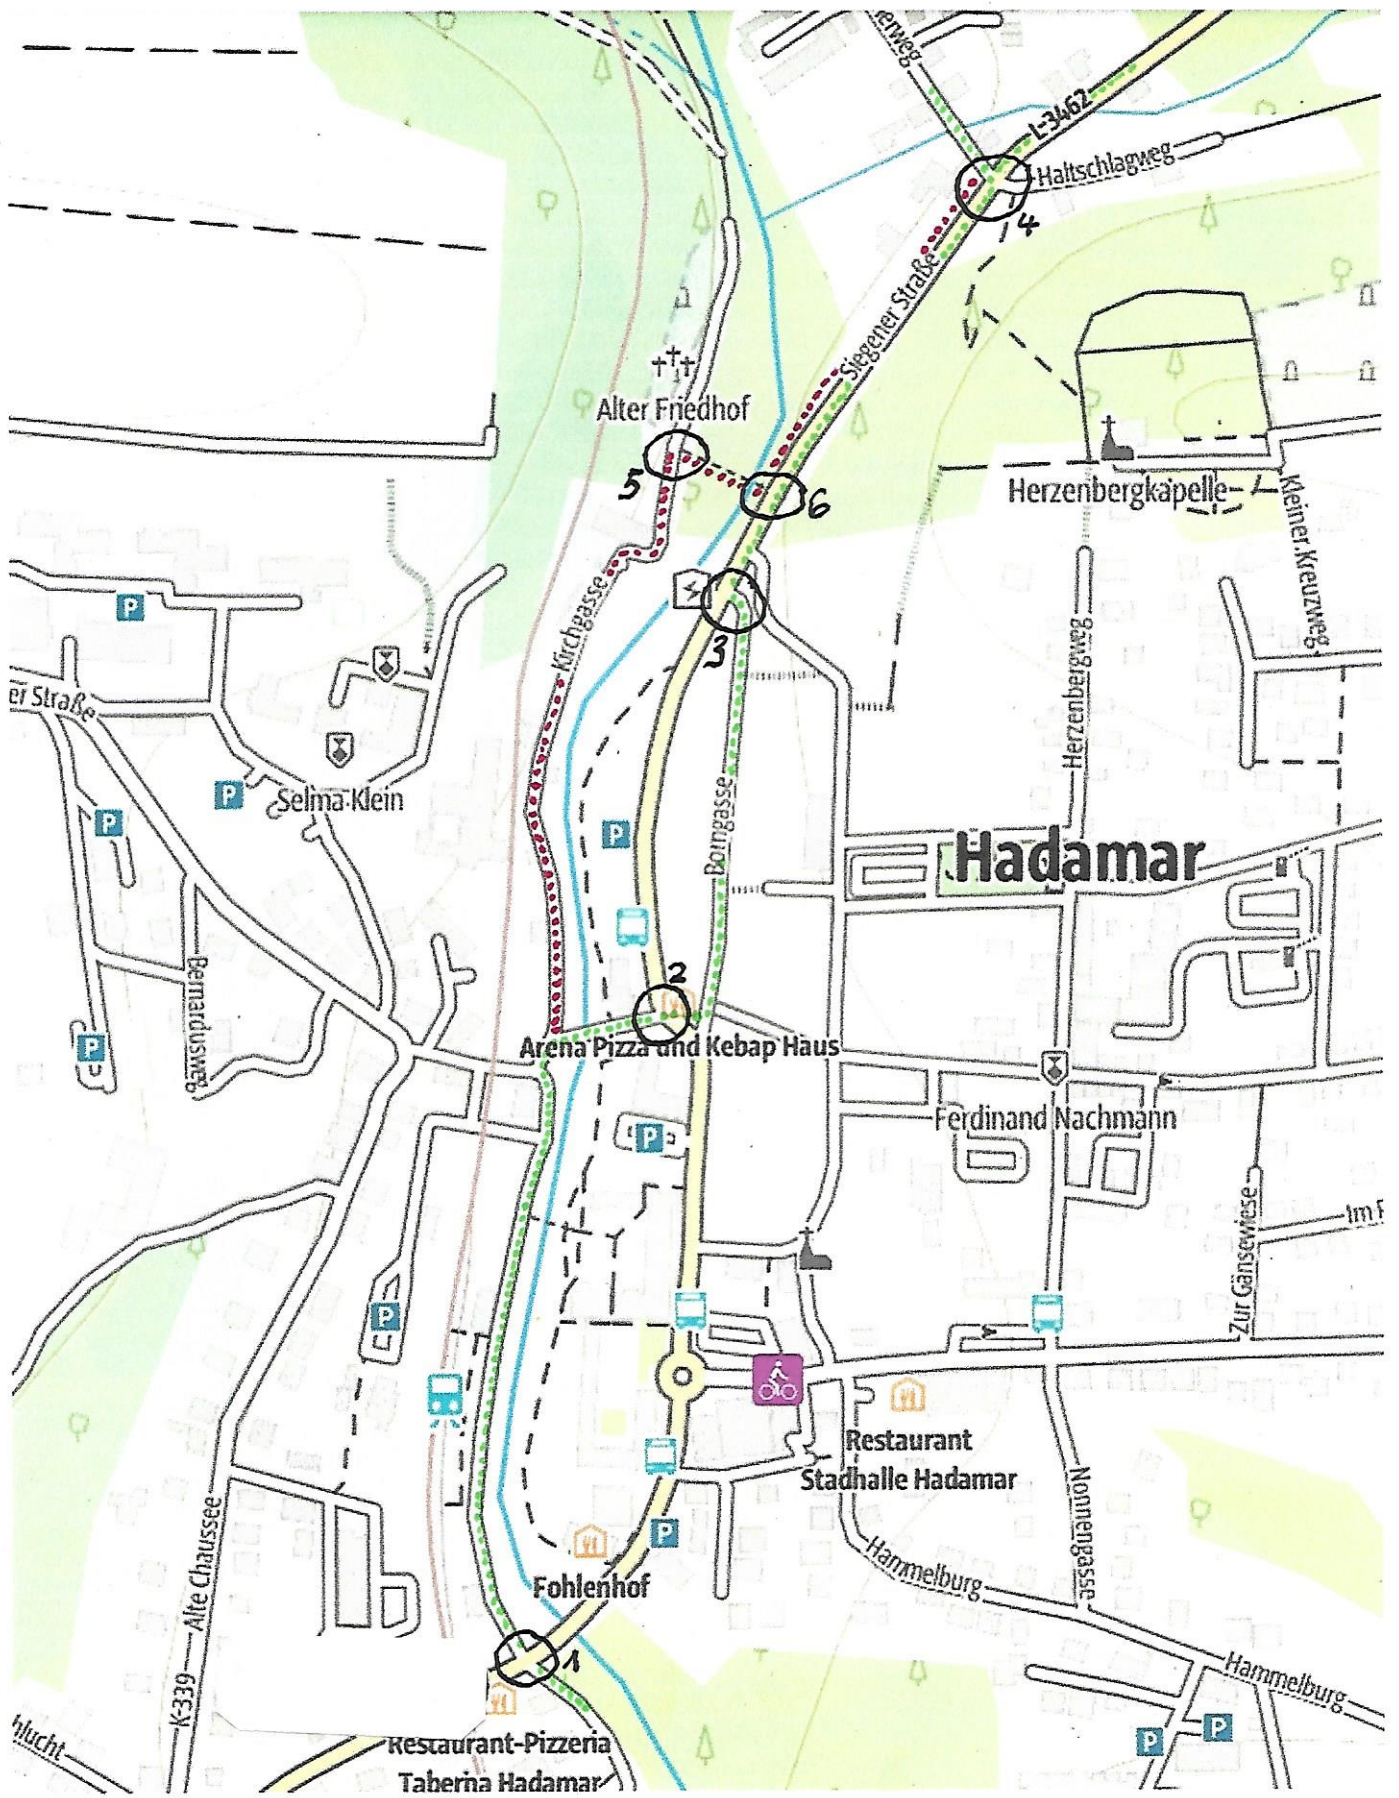 erweg
L-3462
Haltschlagweg
4
Siegener Straße
Alter Friedhof
5
6
Herzenbergkapelle
Kleiner Kreuzweg
Kirchgasse
3
P
Herzenbergweg
er Straße
P
Selma Klein
P
P
Borngasse
Hadamar
Bernardusweg
2
P
Arena Pizza und Kebap Haus
Ferdinand Nachmann
P
Zur Gänsewiese
Im F
P
Restaurant
Stadhalle Hadamar
Nonnengasse
Alte Chaussee
P
Hammelburg
Fohlenhof
1
K-339
Hammelburg
hlucht
P
P
Restaurant-Pizzeria
Taberna Hadamar